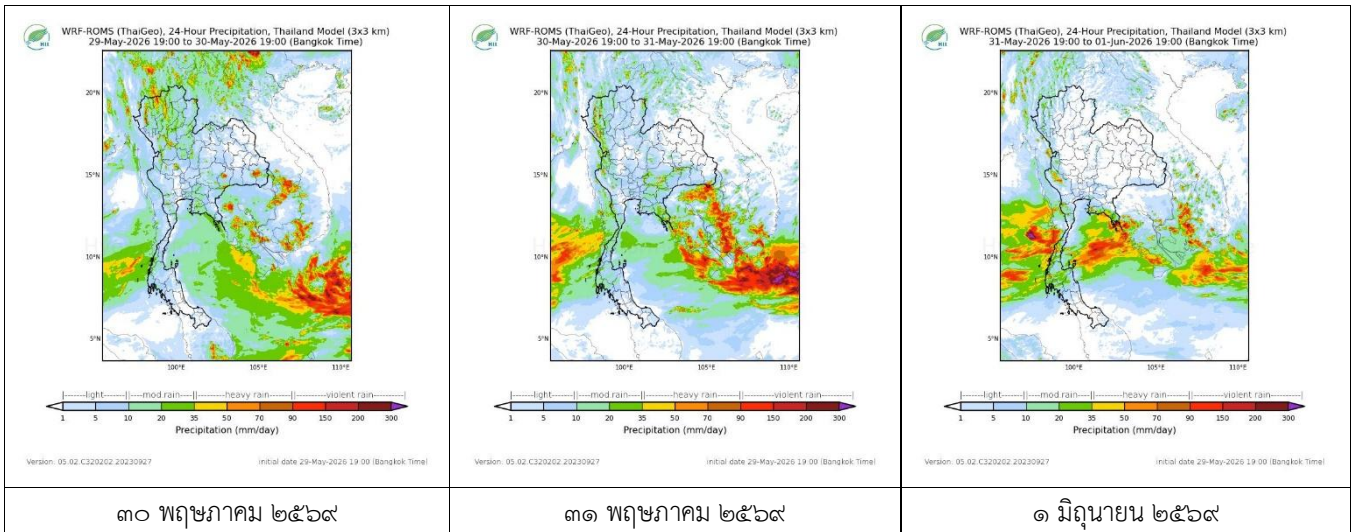 WRF-ROMS (ThaiGeo), 24-Hour Precipitation, Thailand Model (3x3 km)
29-May-2026 19:00 to 30-May-2026 19:00 (Bangkok Time)
HII
20°N
15°N
10°N
5°N
100°E 105°E 110°E
|-------light-------||----mod rain----||-------heavy rain-------||-------violent rain-------|
1 5 10 20 35 50 70 90 150 200 300
Precipitation (mm/day)
Version: 05.02.C320202.20230927 initial date 29-May-2026 19:00 (Bangkok Time)
๓๐ พฤษภาคม ๒๕๖๙
WRF-ROMS (ThaiGeo), 24-Hour Precipitation, Thailand Model (3x3 km)
30-May-2026 19:00 to 31-May-2026 19:00 (Bangkok Time)
HII
20°N
15°N
10°N
5°N
100°E 105°E 110°E
|-------light-------||----mod rain----||-------heavy rain-------||-------violent rain-------|
1 5 10 20 35 50 70 90 150 200 300
Precipitation (mm/day)
Version: 05.02.C320202.20230927 initial date 29-May-2026 19:00 (Bangkok Time)
๓๑ พฤษภาคม ๒๕๖๙
WRF-ROMS (ThaiGeo), 24-Hour Precipitation, Thailand Model (3x3 km)
31-May-2026 19:00 to 01-Jun-2026 19:00 (Bangkok Time)
HII
20°N
15°N
10°N
5°N
100°E 105°E 110°E
|-------light-------||----mod rain----||-------heavy rain-------||-------violent rain-------|
1 5 10 20 35 50 70 90 150 200 300
Precipitation (mm/day)
Version: 05.02.C320202.20230927 initial date 29-May-2026 19:00 (Bangkok Time)
๑ มิถุนายน ๒๕๖๙